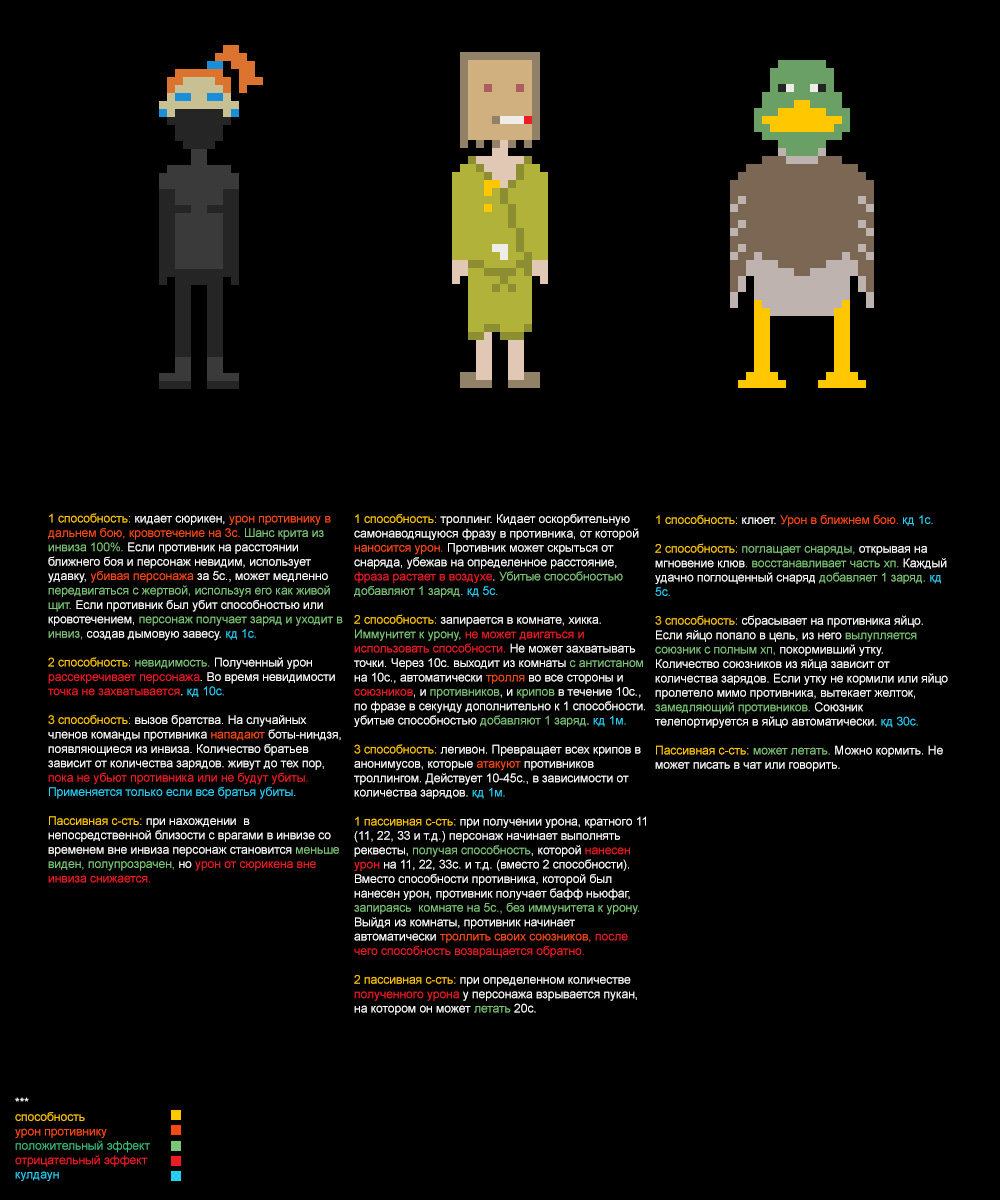 1 способность: кидает сюрикен, урон противнику в
дальнем бою, кровотечение на 3с. Шанс крита из
инвиза 100%. Если противник на расстоянии
ближнего боя и персонаж невидим, использует
удавку, убивая персонажа за 5с., может медленно
передвигаться с жертвой, используя его как живой
щит. Если противник был убит способностью или
кровотечением, персонаж получает заряд и уходит в
инвиз, создав дымовую завесу. кд 1с.
2 способность: невидимость. Полученный урон
рассекречивает персонажа. Во время невидимости
точка не захватывается. кд 10с.
3 способность: вызов братства. На случайных
членов команды противника нападают боты-ниндзя,
появляющиеся из инвиза. Количество братьев
зависит от количества зарядов. живут до тех пор,
пока не убьют противника или не будут убиты.
Применяется только если все братья убиты.
Пассивная с-сть: при нахождении в
непосредственной близости с врагами в инвизе со
временем вне инвиза персонаж становится меньше
виден, полупрозрачен, но урон от сюрикена вне
инвиза снижается.
1 способность: троллинг. Кидает оскорбительную
самонаводящуюся фразу в противника, от которой
наносится урон. Противник может скрыться от
снаряда, убежав на определенное расстояние,
фраза растает в воздухе. Убитые способностью
добавляют 1 заряд. кд 5с.
2 способность: запирается в комнате, хикка.
Иммунитет к урону, не может двигаться и
использовать способности. Не может захватывать
точки. Через 10с. выходит из комнаты с антистаном
на 10с., автоматически тролля во все стороны и
союзников, и противников, и крипов в течение 10с.,
по фразе в секунду дополнительно к 1 способности.
убитые способностью добавляют 1 заряд. кд 1м.
3 способность: легивон. Превращает всех крипов в
анонимусов, которые атакуют противников
троллингом. Действует 10-45с., в зависимости от
количества зарядов. кд 1м.
1 пассивная с-сть: при получении урона, кратного 11
(11, 22, 33 и т.д.) персонаж начинает выполнять
реквесты, получая способность, которой нанесен
урон на 11, 22, 33с. и т.д. (вместо 2 способности).
Вместо способности противника, которой был
нанесен урон, противник получает бафф ньюфаг,
запираясь комнате на 5с., без иммунитета к урону.
Выйдя из комнаты, противник начинает
автоматически троллить своих союзников, после
чего способность возвращается обратно.
2 пассивная с-сть: при определенном количестве
полученного урона у персонажа взрывается пукан,
на котором он может летать 20с.
1 способность: клюет. Урон в ближнем бою. кд 1с.
2 способность: поглащает снаряды, открывая на
мгновение клюв. восстанавливает часть хп. Каждый
удачно поглощенный снаряд добавляет 1 заряд. кд
5с.
3 способность: сбрасывает на противника яйцо.
Если яйцо попало в цель, из него вылупляется
союзник с полным хп, покормивший утку.
Количество союзников из яйца зависит от
количества зарядов. Если утку не кормили или яйцо
пролетело мимо противника, вытекает желток,
замедляющий противников. Союзник
телепортируется в яйцо автоматически. кд 30с.
Пассивная с-сть: может летать. Можно кормить. Не
может писать в чат или говорить.
***
способность
урон противнику
положительный эффект
отрицательный эффект
кулдаун